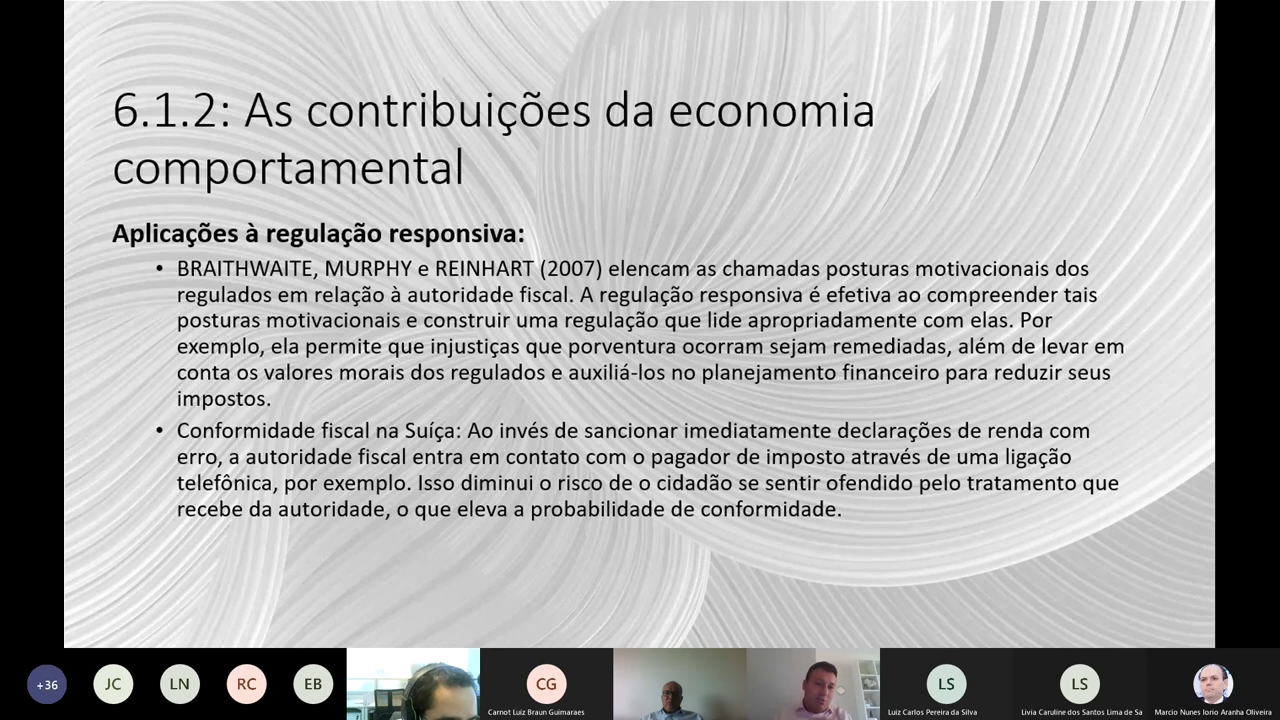 6.1.2: As contribuições da economia
comportamental
Aplicações à regulação responsiva:
• BRAITHWAITE, MURPHY e REINHART (2007) elencam as chamadas posturas motivacionais dos
regulados em relação à autoridade fiscal. A regulação responsiva é efetiva ao compreender tais
posturas motivacionais e construir uma regulação que lide apropriadamente com elas. Por
exemplo, ela permite que injustiças que porventura ocorram sejam remediadas, além de levar em
conta os valores morais dos regulados e auxiliá-los no planejamento financeiro para reduzir seus
impostos.
• Conformidade fiscal na Suíça: Ao invés de sancionar imediatamente declarações de renda com
erro, a autoridade fiscal entra em contato com o pagador de imposto através de uma ligação
telefônica, por exemplo. Isso diminui o risco de o cidadão se sentir ofendido pelo tratamento que
recebe da autoridade, o que eleva a probabilidade de conformidade.
+36 JC LN RC EB CG LS LS
Carnot Luiz Braun Guimaraes Luiz Carlos Pereira da Silva Livia Caruline dos Santos Lima de Sa Marcio Nunes Iorio Aranha Oliveira